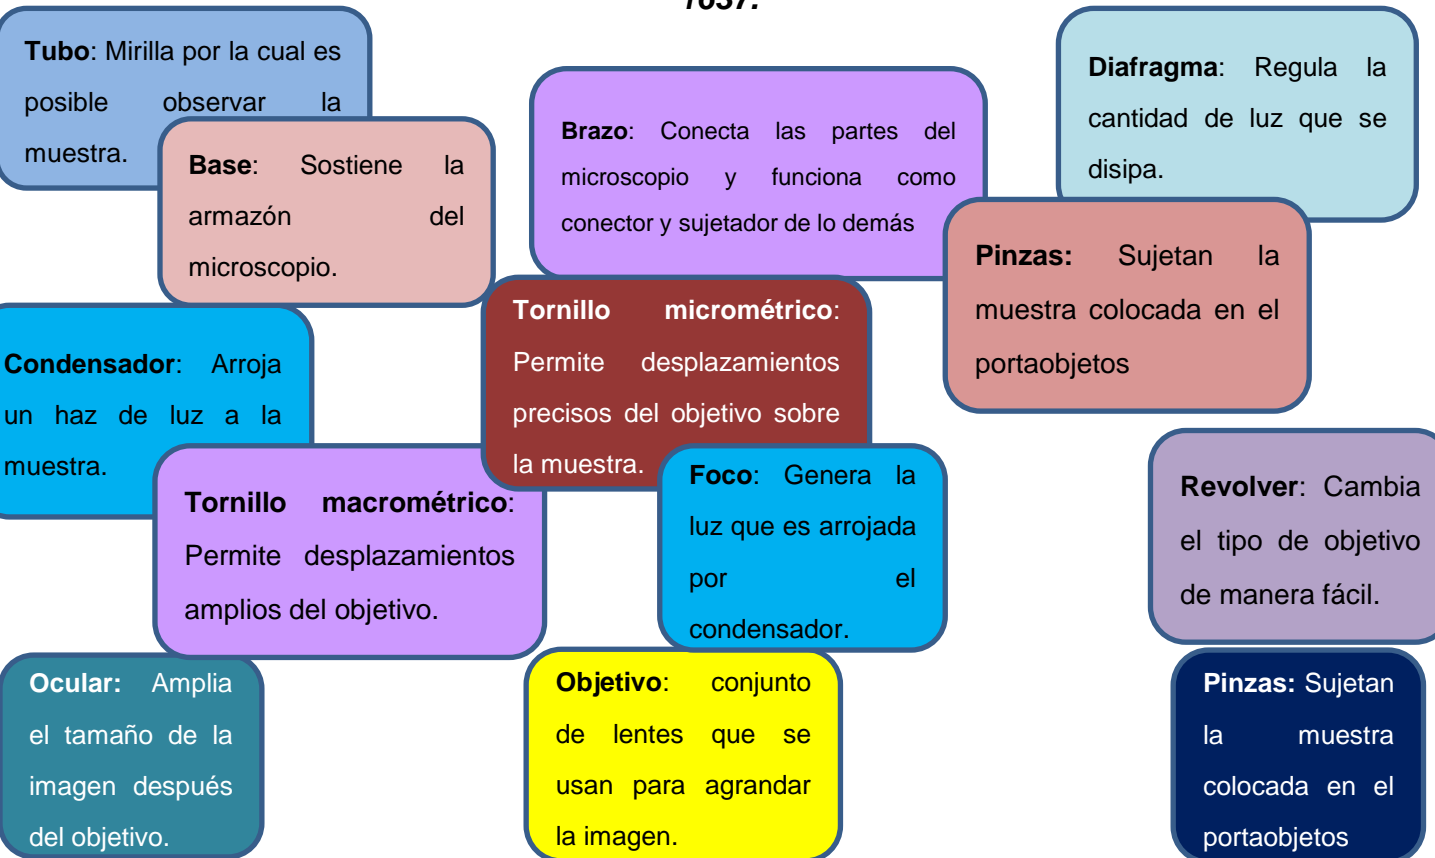 1637.
Tubo: Mirilla por la cual es
posible observar la
muestra.
Base: Sostiene la
armazón del
microscopio.
Brazo: Conecta las partes del
microscopio y funciona como
conector y sujetador de lo demás
Diafragma: Regula la
cantidad de luz que se
disipa.
Pinzas: Sujetan la
muestra colocada en el
portaobjetos
Condensador: Arroja
un haz de luz a la
muestra.
Tornillo micrométrico:
Permite desplazamientos
precisos del objetivo sobre
la muestra.
Tornillo macrométrico:
Permite desplazamientos
amplios del objetivo.
Foco: Genera la
luz que es arrojada
por el
condensador.
Revolver: Cambia
el tipo de objetivo
de manera fácil.
Ocular: Amplia
el tamaño de la
imagen después
del objetivo.
Objetivo: conjunto
de lentes que se
usan para agrandar
la imagen.
Pinzas: Sujetan
la muestra
colocada en el
portaobjetos